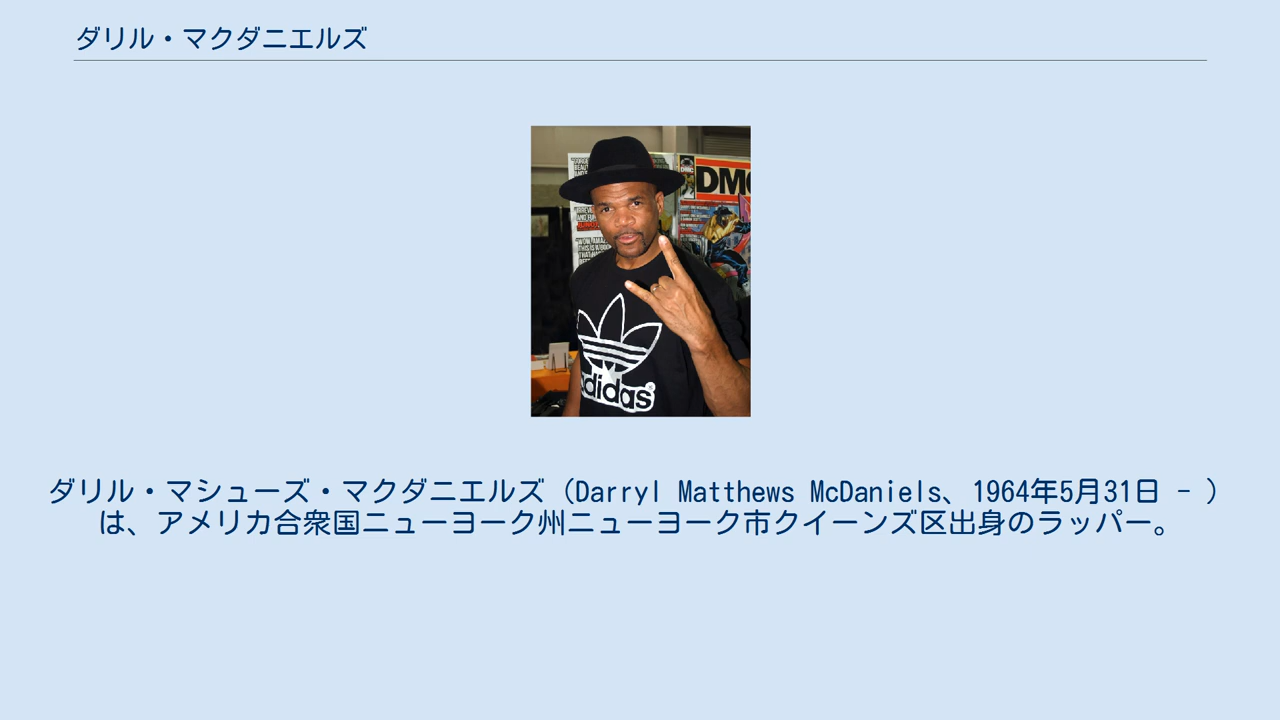 ダリル・マクダニエルズ
DMC
adidas
ダリル・マシューズ・マクダニエルズ（Darryl Matthews McDaniels、1964年5月31日 - ）
は、アメリカ合衆国ニューヨーク州ニューヨーク市クイーンズ区出身のラッパー。